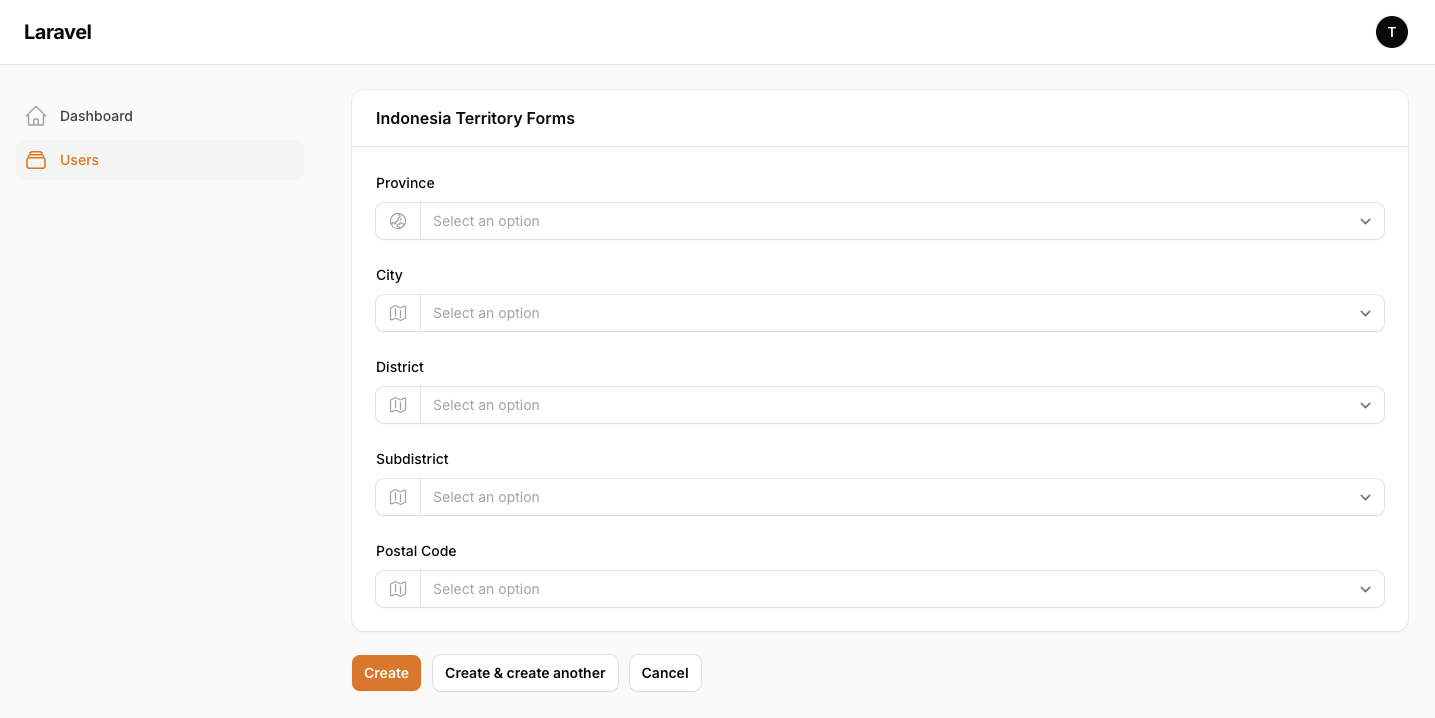 Laravel
T
Dashboard
Users
Indonesia Territory Forms
Province
Select an option
City
Select an option
District
Select an option
Subdistrict
Select an option
Postal Code
Select an option
Create
Create & create another
Cancel